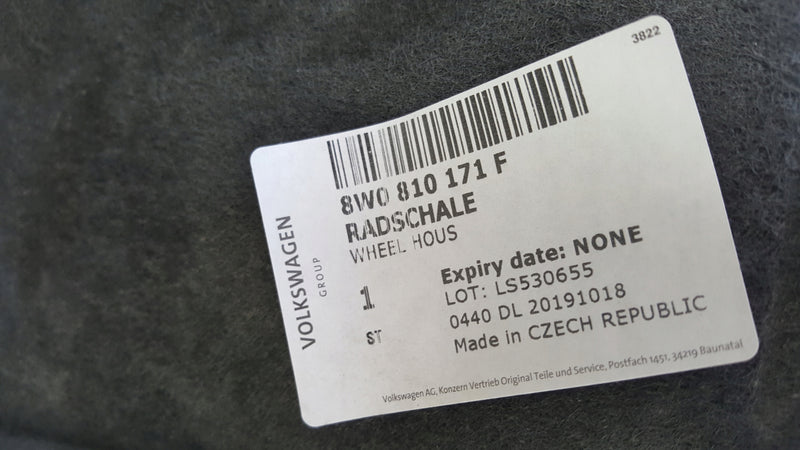 3822
8W0 810 171 F
RADSCHALE
WHEEL HOUS
1
ST
Expiry date: NONE
LOT: LS530655
0440 DL 20191018
Made in CZECH REPUBLIC
Volkswagen AG, Konzern Vertrieb Original Teile und Service, Postfach 1451, 34219 Baunatal
VOLKSWAGEN
GROUP